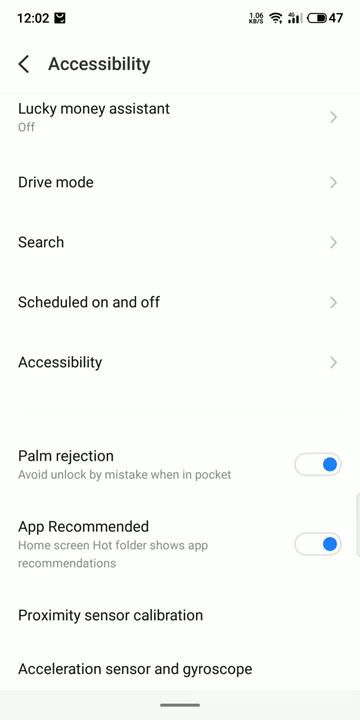 12:02
1.06 KB/S 4G 47
Accessibility
Lucky money assistant
Off
Drive mode
Search
Scheduled on and off
Accessibility
Palm rejection
Avoid unlock by mistake when in pocket
App Recommended
Home screen Hot folder shows app
recommendations
Proximity sensor calibration
Acceleration sensor and gyroscope